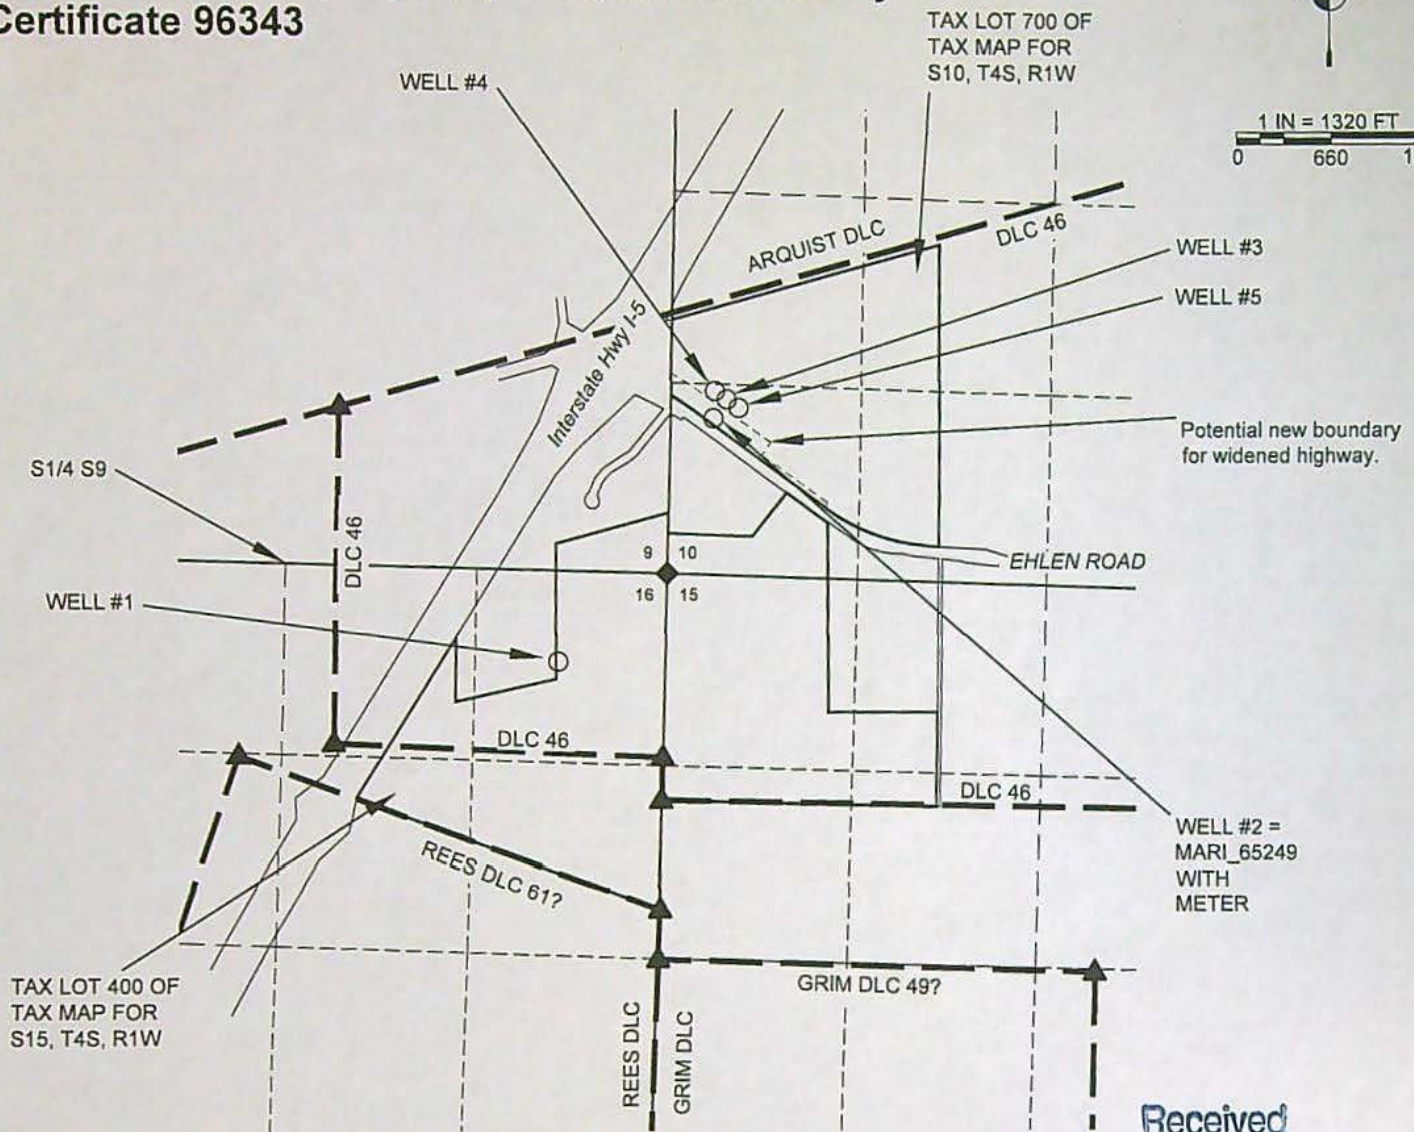 Certificate 96343
TAX LOT 700 OF
TAX MAP FOR
S10, T4S, R1W
WELL #4
1 IN = 1320 FT
0 660 1
ARQUIST DLC
DLC 46
WELL #3
WELL #5
Interstate Hwy I-5
Potential new boundary
for widened highway.
S1/4 S9
DLC 46
9 10
16 15
EHLEN ROAD
WELL #1
DLC 46
DLC 46
REES DLC 61?
WELL #2 =
MARI_65249
WITH
METER
TAX LOT 400 OF
TAX MAP FOR
S15, T4S, R1W
GRIM DLC 49?
REES DLC
GRIM DLC
Received